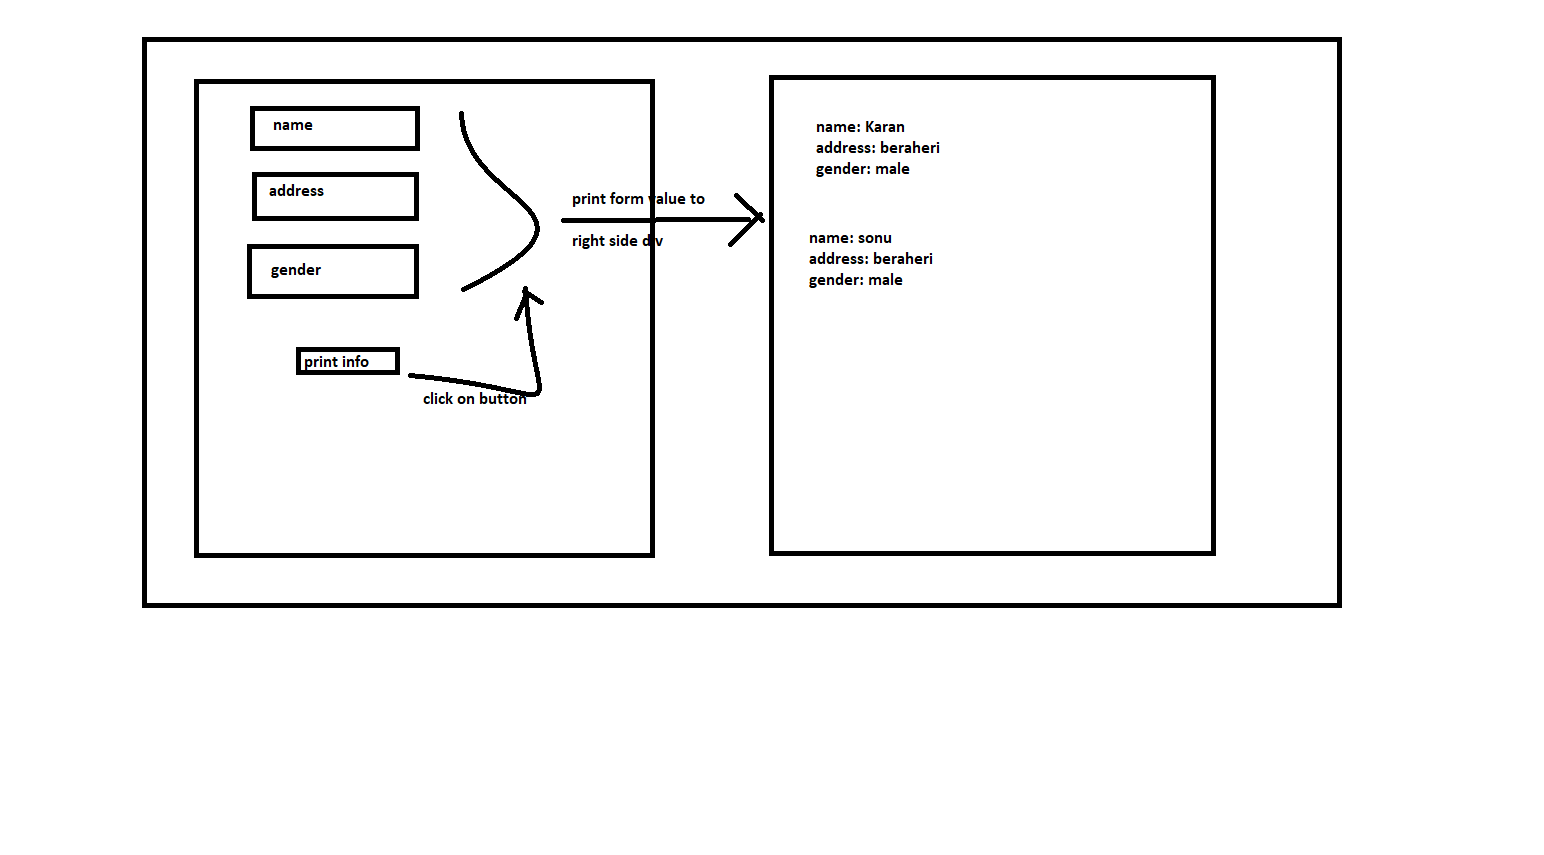 name
address
gender
print info
click on button
print form value to
right side div
name: Karan
address: beraheri
gender: male
name: sonu
address: beraheri
gender: male